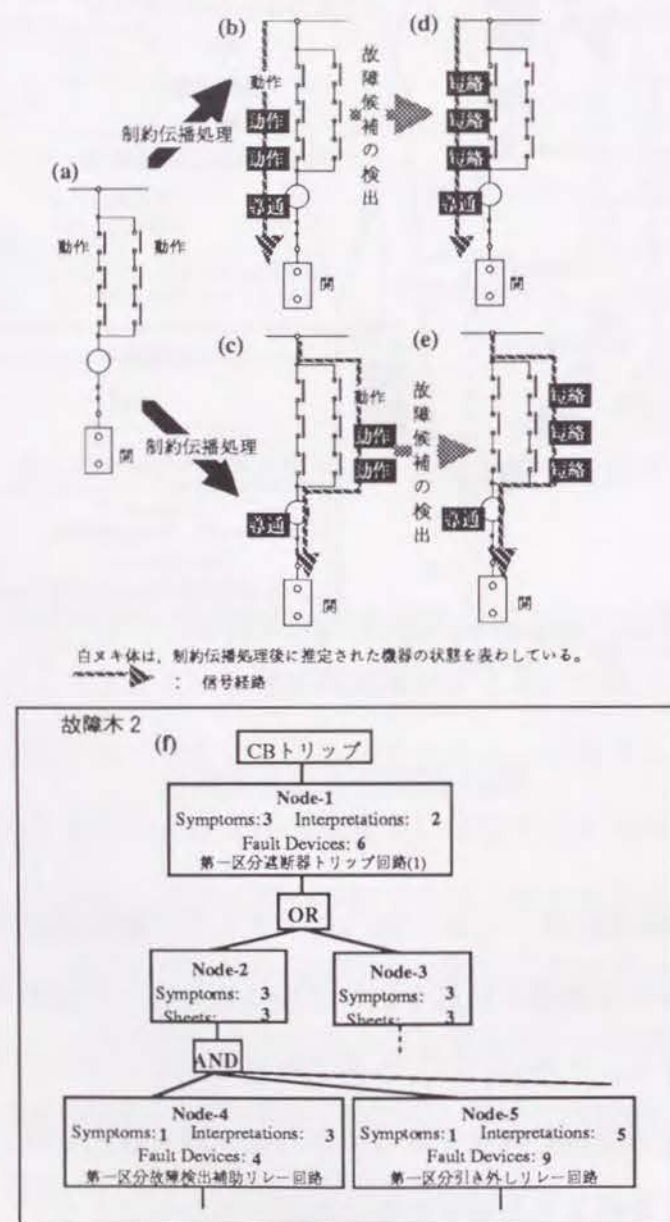 (b)
(d)
動作
動作
動作
導通
開
故障候補の検出
短絡
短絡
短絡
導通
開
制約伝播処理
(a)
動作
動作
開
制約伝播処理
(c)
(e)
動作
動作
動作
導通
開
故障候補の検出
短絡
短絡
短絡
導通
開
白ヌキ体は，制約伝播処理後に推定された機器の状態を表わしている。
： 信号経路
故障木 2
(f)
CBトリップ
Node-1
Symptoms: 3 Interpretations: 2
Fault Devices: 6
第一区分遮断器トリップ回路(1)
OR
Node-2
Symptoms: 3
Sheets: 3
Node-3
Symptoms: 3
Sheets: 3
AND
Node-4
Symptoms: 1 Interpretations: 3
Fault Devices: 4
第一区分故障検出補助リレー回路
Node-5
Symptoms: 1 Interpretations: 5
Fault Devices: 9
第一区分引き外しリレー回路